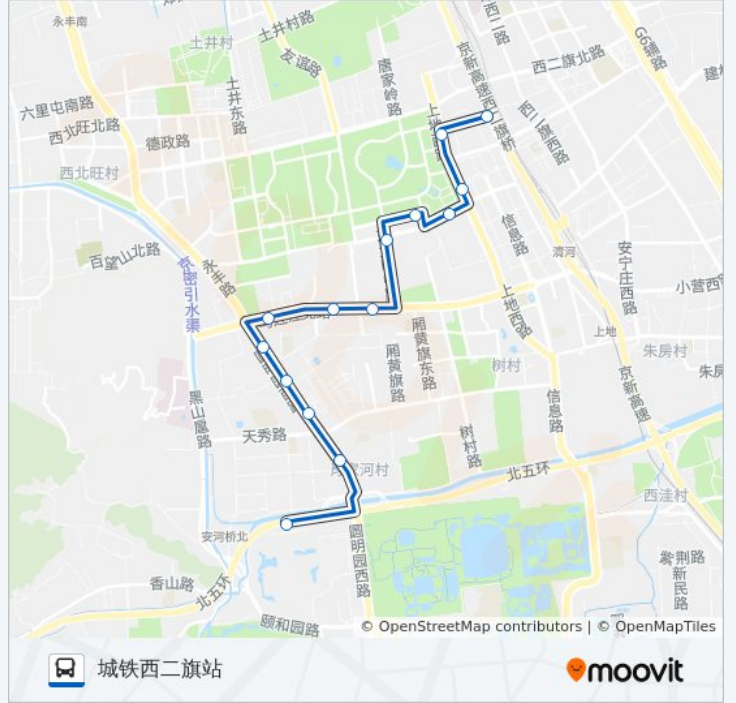 永丰南
土井村
土井东路
友谊路
土井东路
唐家岭路
京新高速
西二旗桥
西二路
西二旗北路
西二旗西路
G6辅路
六里屯南路
西北旺北路
德政路
西北旺村
百望山北路
京密引水渠
永丰路
信息路
清河
安宁庄西路
小营西
上地西路
上地
朱房村
朱房
厢黄旗东路
厢黄旗路
树村
京新高速
黑山扈路
天秀路
信息路
树村路
北五环
西洼村
安河桥北
圆明园西路
香山路
北五环
颐和园路
紫荆路
新民路
© OpenStreetMap contributors | © OpenMapTiles
城铁西二旗站
moovit